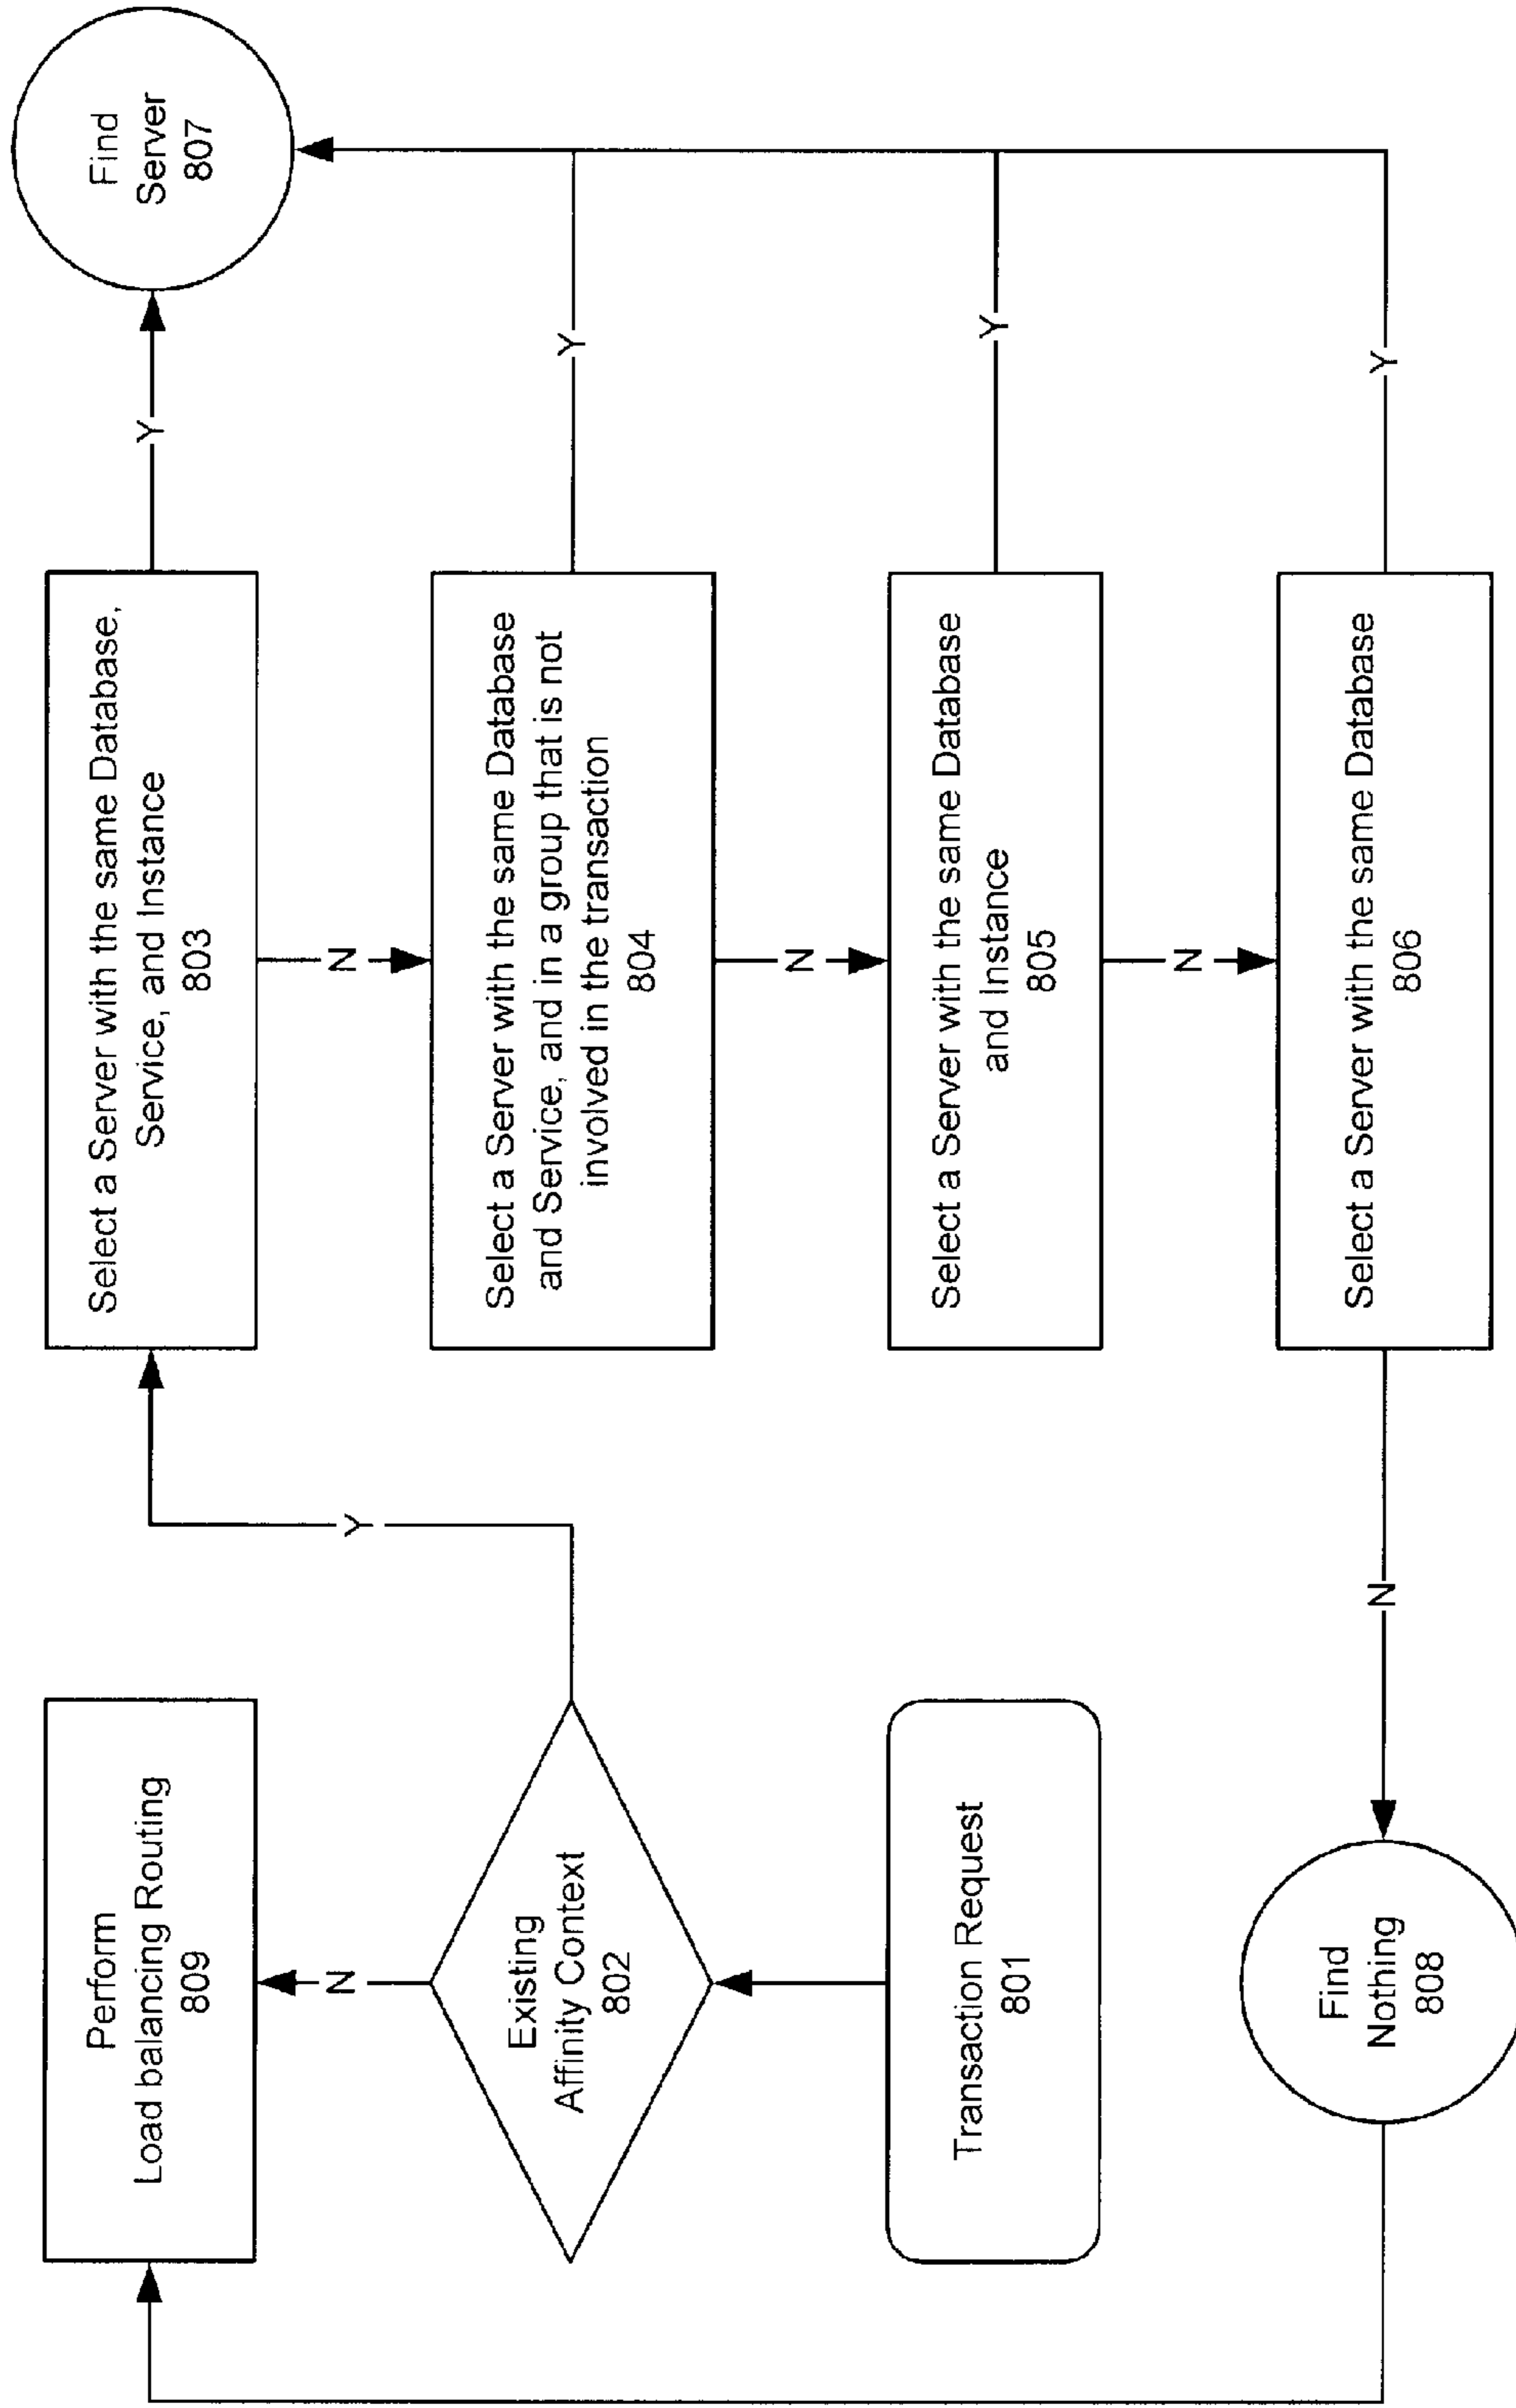 Perform
Load balancing Routing
809
N
Existing
Affinity Context
802
Y
Transaction Request
801
Find
Nothing
808
N
Select a Server with the same Database,
Service, and Instance
803
N
Select a Server with the same Database
and Service, and in a group that is not
involved in the transaction
804
N
Select a Server with the same Database
and Instance
805
N
Select a Server with the same Database
806
Y
Y
Y
Y
Find
Server
807